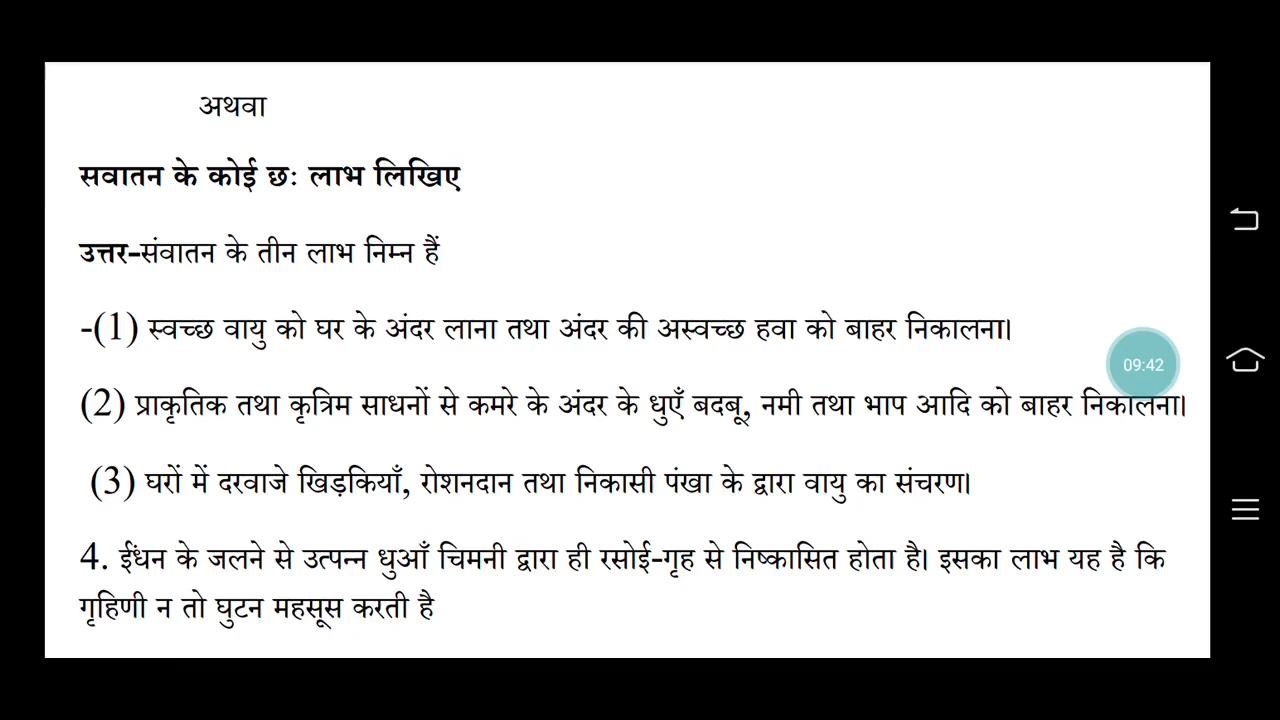 अथवा
सवातन के कोई छः लाभ लिखिए
उत्तर-संवातन के तीन लाभ निम्न हैं
-(1) स्वच्छ वायु को घर के अंदर लाना तथा अंदर की अस्वच्छ हवा को बाहर निकालना।
(2) प्राकृतिक तथा कृत्रिम साधनों से कमरे के अंदर के धुएँ बदबू, नमी तथा भाप आदि को बाहर निकालना।
(3) घरों में दरवाजे खिड़कियाँ, रोशनदान तथा निकासी पंखा के द्वारा वायु का संचरण।
4. ईंधन के जलने से उत्पन्न धुआँ चिमनी द्वारा ही रसोई-गृह से निष्कासित होता है। इसका लाभ यह है कि
गृहिणी न तो घुटन महसूस करती है
09:42